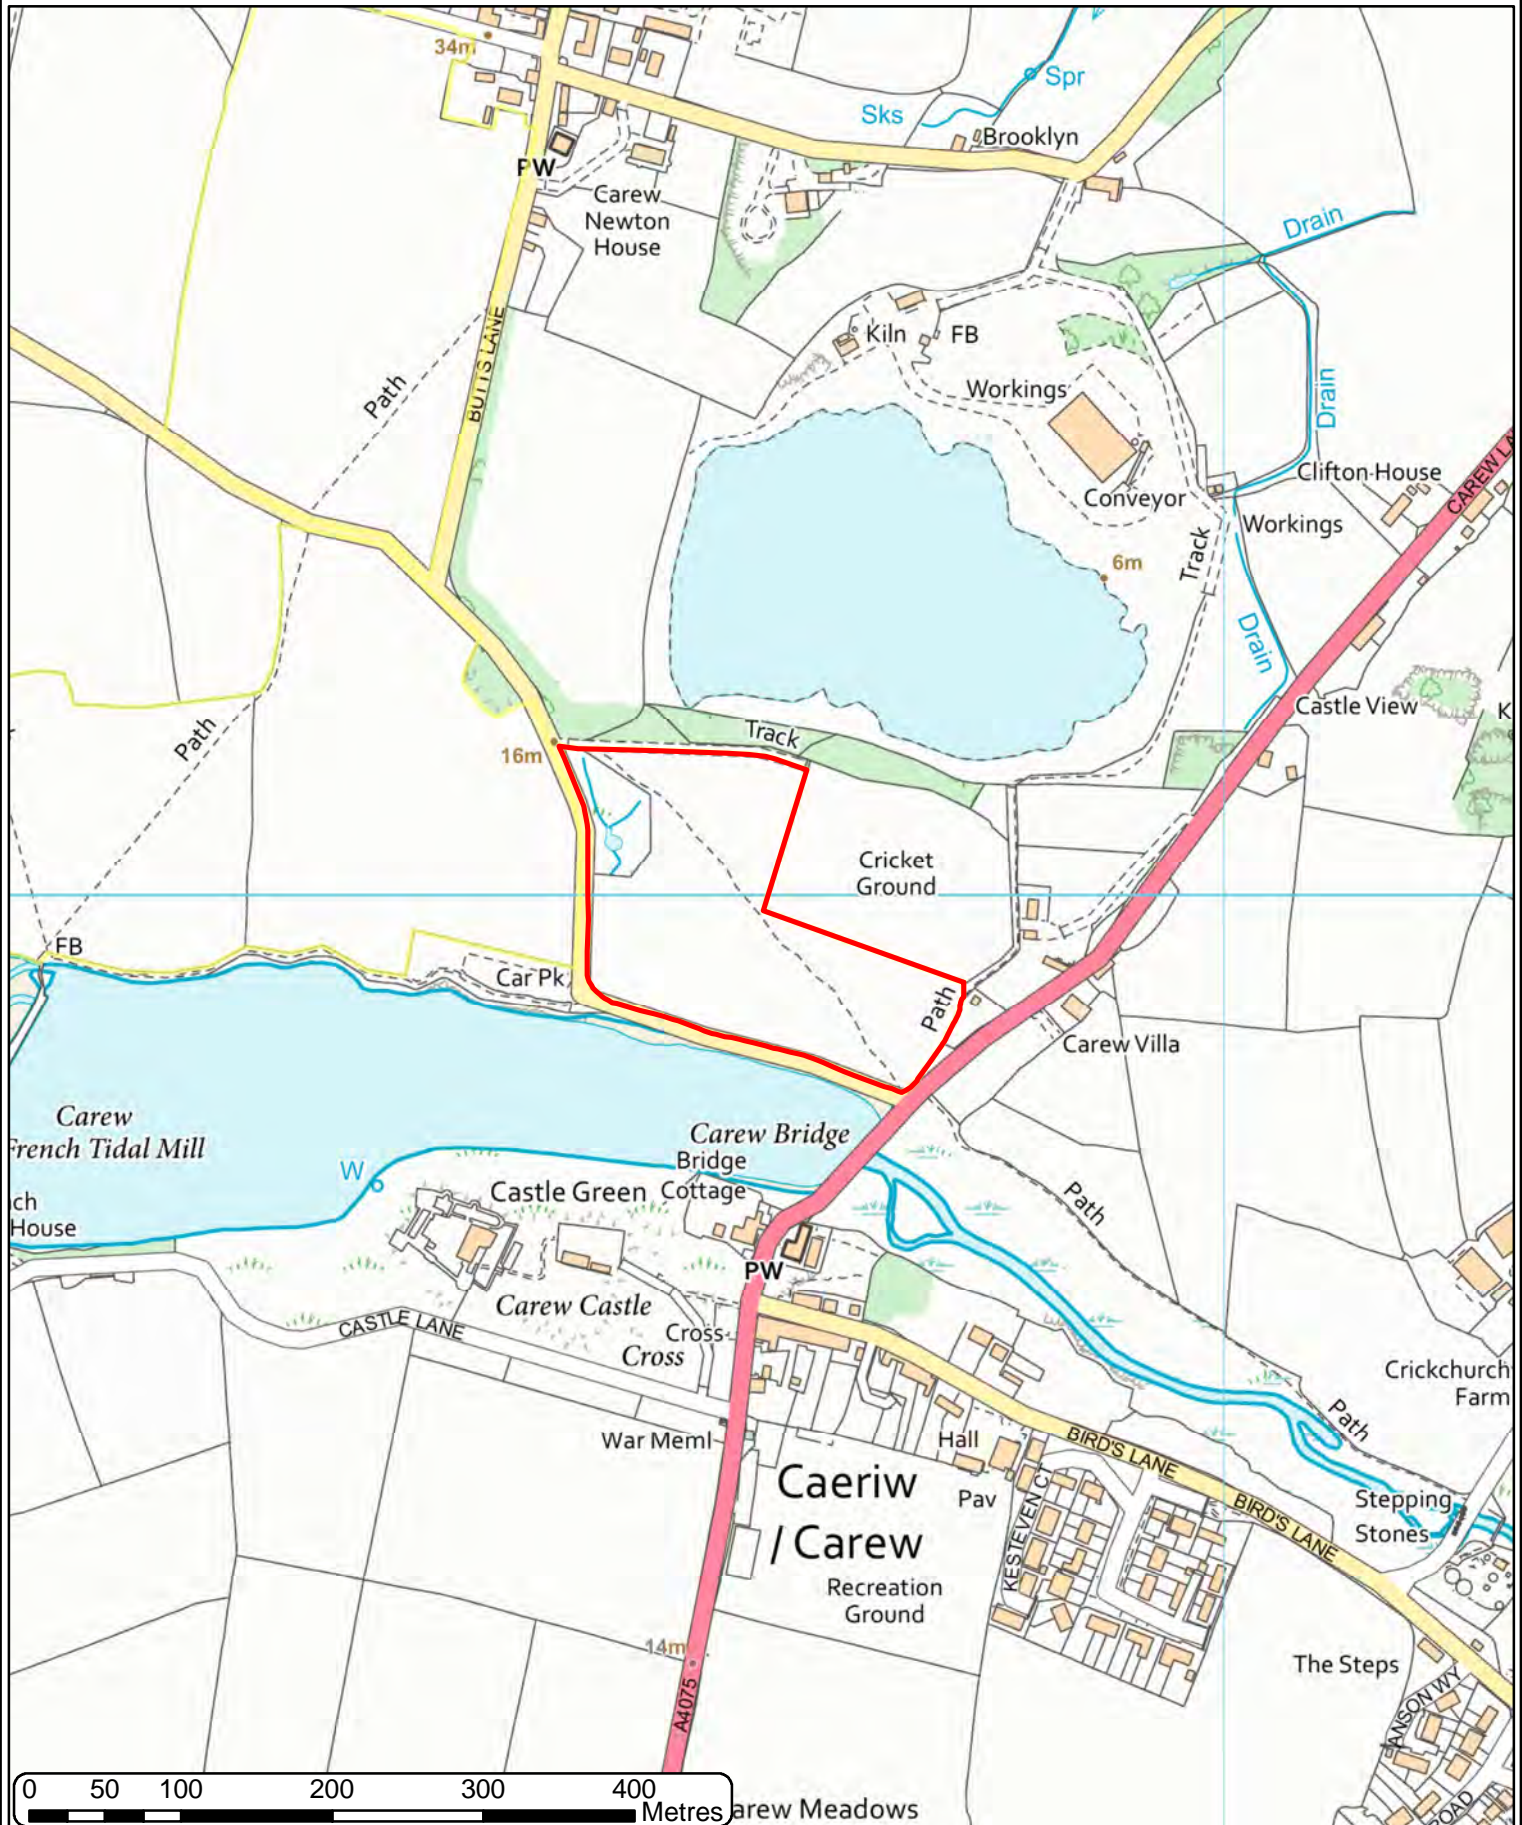 34m
Spr
Sks
Brooklyn
PW
Carew
Newton
House
Drain
BUTTS LANE
Kiln
FB
Path
Workings
Drain
Clifton House
Conveyor
CAREW
Workings
Track
6m
Drain
Castle View
K
Path
Track
16m
Cricket
Ground
FB
Car Pk
Path
Carew Villa
Carew
French Tidal Mill
Carew Bridge
Bridge
Cottage
W
Castle Green
Path
House
PW
Carew Castle
CASTLE LANE
Cross
Cross
Crickchurch
Farm
Path
War Meml
Hall
BIRD'S LANE
Caeriw
/ Carew
Pav
KESTEVEN CT
BIRD'S LANE
Stepping
Stones
Recreation
Ground
14m
The Steps
A4075
ANSON WY
0 50 100 200 300 400
Metres
arew Meadows
ROAD